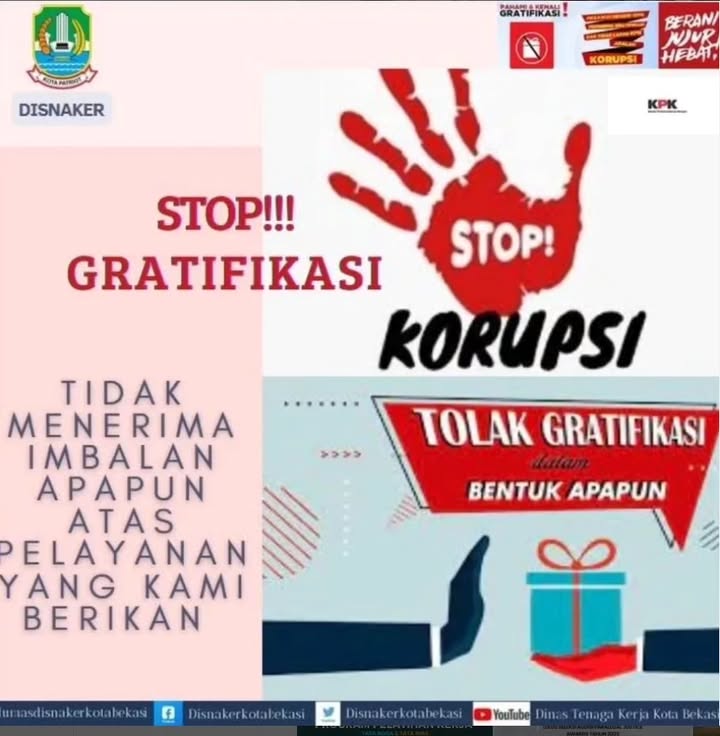 KOTA PATRIOT
DISNAKER
PAHAMI & KENALI
GRATIFIKASI!
KORUPSI
BERANI
JUJUR
HEBAT
KPK
STOP!!!
GRATIFIKASI
STOP!
KORUPSI
TIDAK
MENERIMA
IMBALAN
APAPUN
ATAS
PELAYANAN
YANG KAMI
BERIKAN
TOLAK GRATIFIKASI
dalam
BENTUK APAPUN
umasdisnakerkotabekasi Disnakerkotabekasi Disnakerkotabekasi YouTube Dinas Tenaga Kerja Kota Bekasi